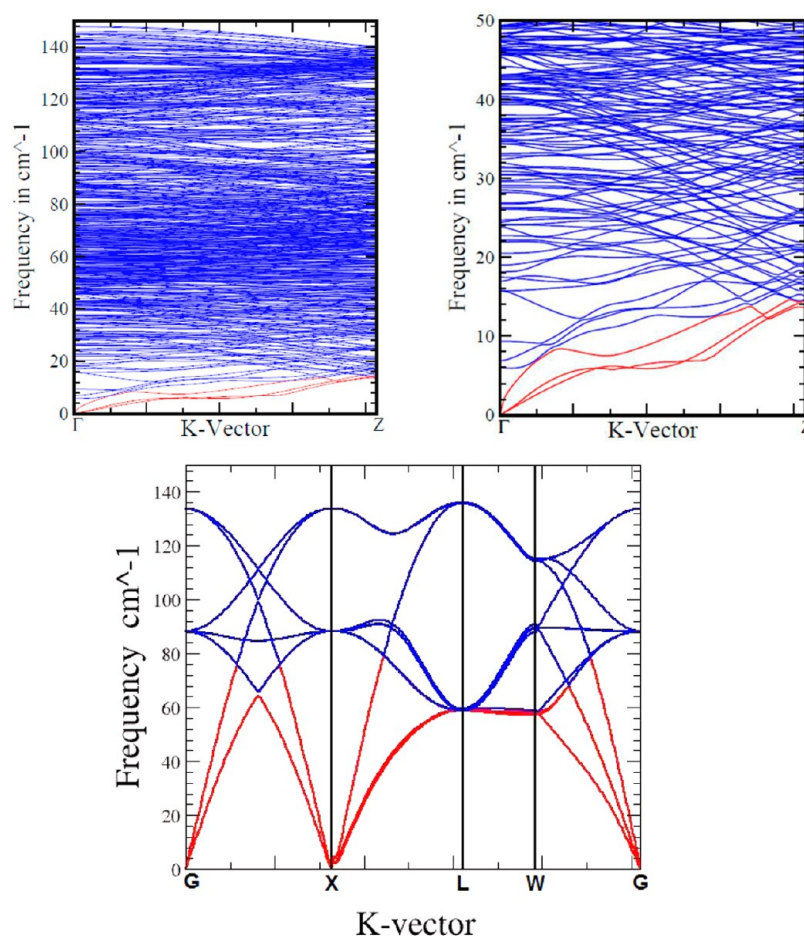 Frequency in cm^-1
140
120
100
80
60
40
20
0
Γ
K-Vector
Z
Frequency in cm^-1
50
40
30
20
10
0
Γ
K-Vector
Z
Frequency cm^-1
140
120
100
80
60
40
20
0
G
X
L
W
G
K-vector